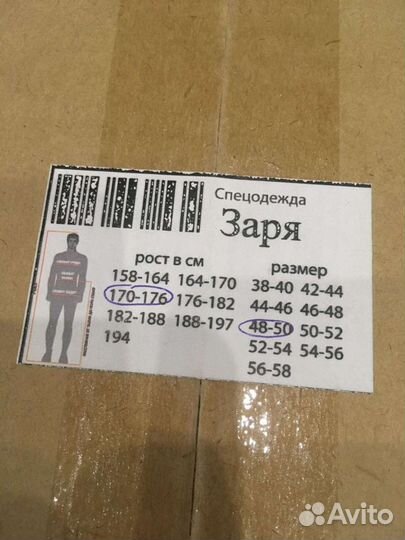 Спецодежда
Заря
рост в см
158-164 164-170
170-176 176-182
182-188 188-197
194
размер
38-40 42-44
44-46 46-48
48-50 50-52
52-54 54-56
56-58
Avito